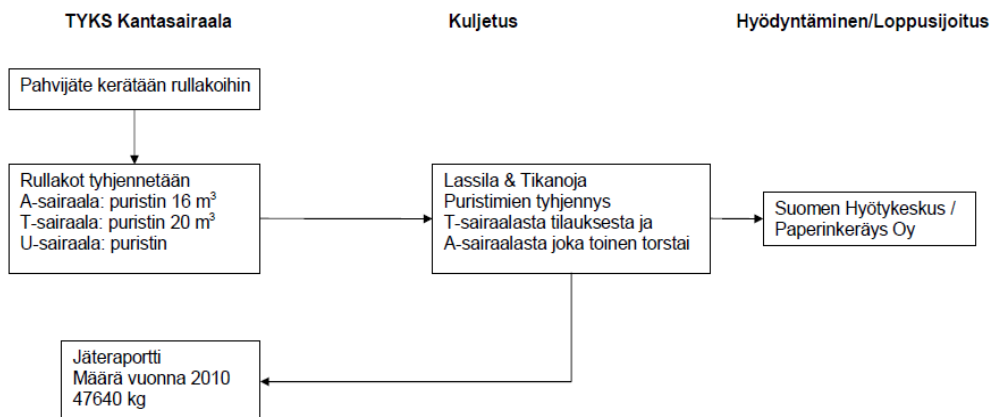 TYKS Kantasairaala
Kuljetus
Hyödyntäminen/Loppusijoitus
Pahvijäte kerätään rullakoihin
Rullakot tyhjennetään
A-sairaala: puristin 16 m³
T-sairaala: puristin 20 m³
U-sairaala: puristin
Lassila & Tikanoja
Puristimien tyhjennys
T-sairaalasta tilauksesta ja
A-sairaalasta joka toinen torstai
Suomen Hyötykeskus /
Paperinkeräys Oy
Jäteraportti
Määrä vuonna 2010
47640 kg